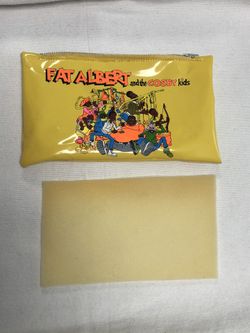 FAT ALBERT and the COSBY kids